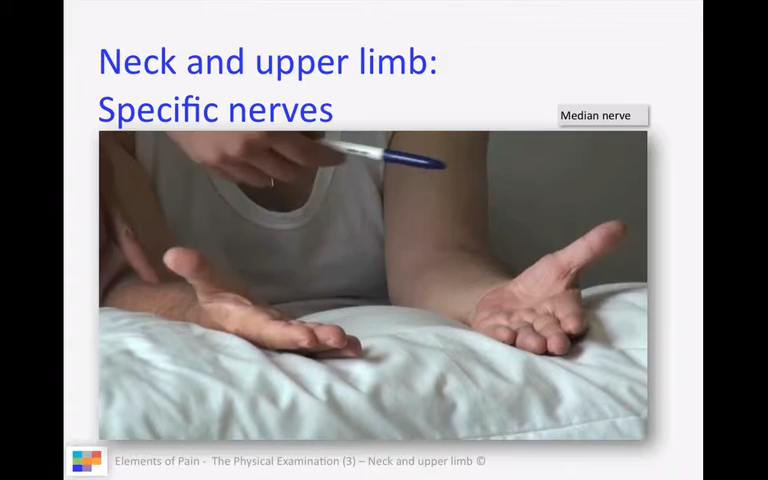 Neck and upper limb:
Specific nerves
Median nerve
Elements of Pain - The Physical Examination (3) – Neck and upper limb ©